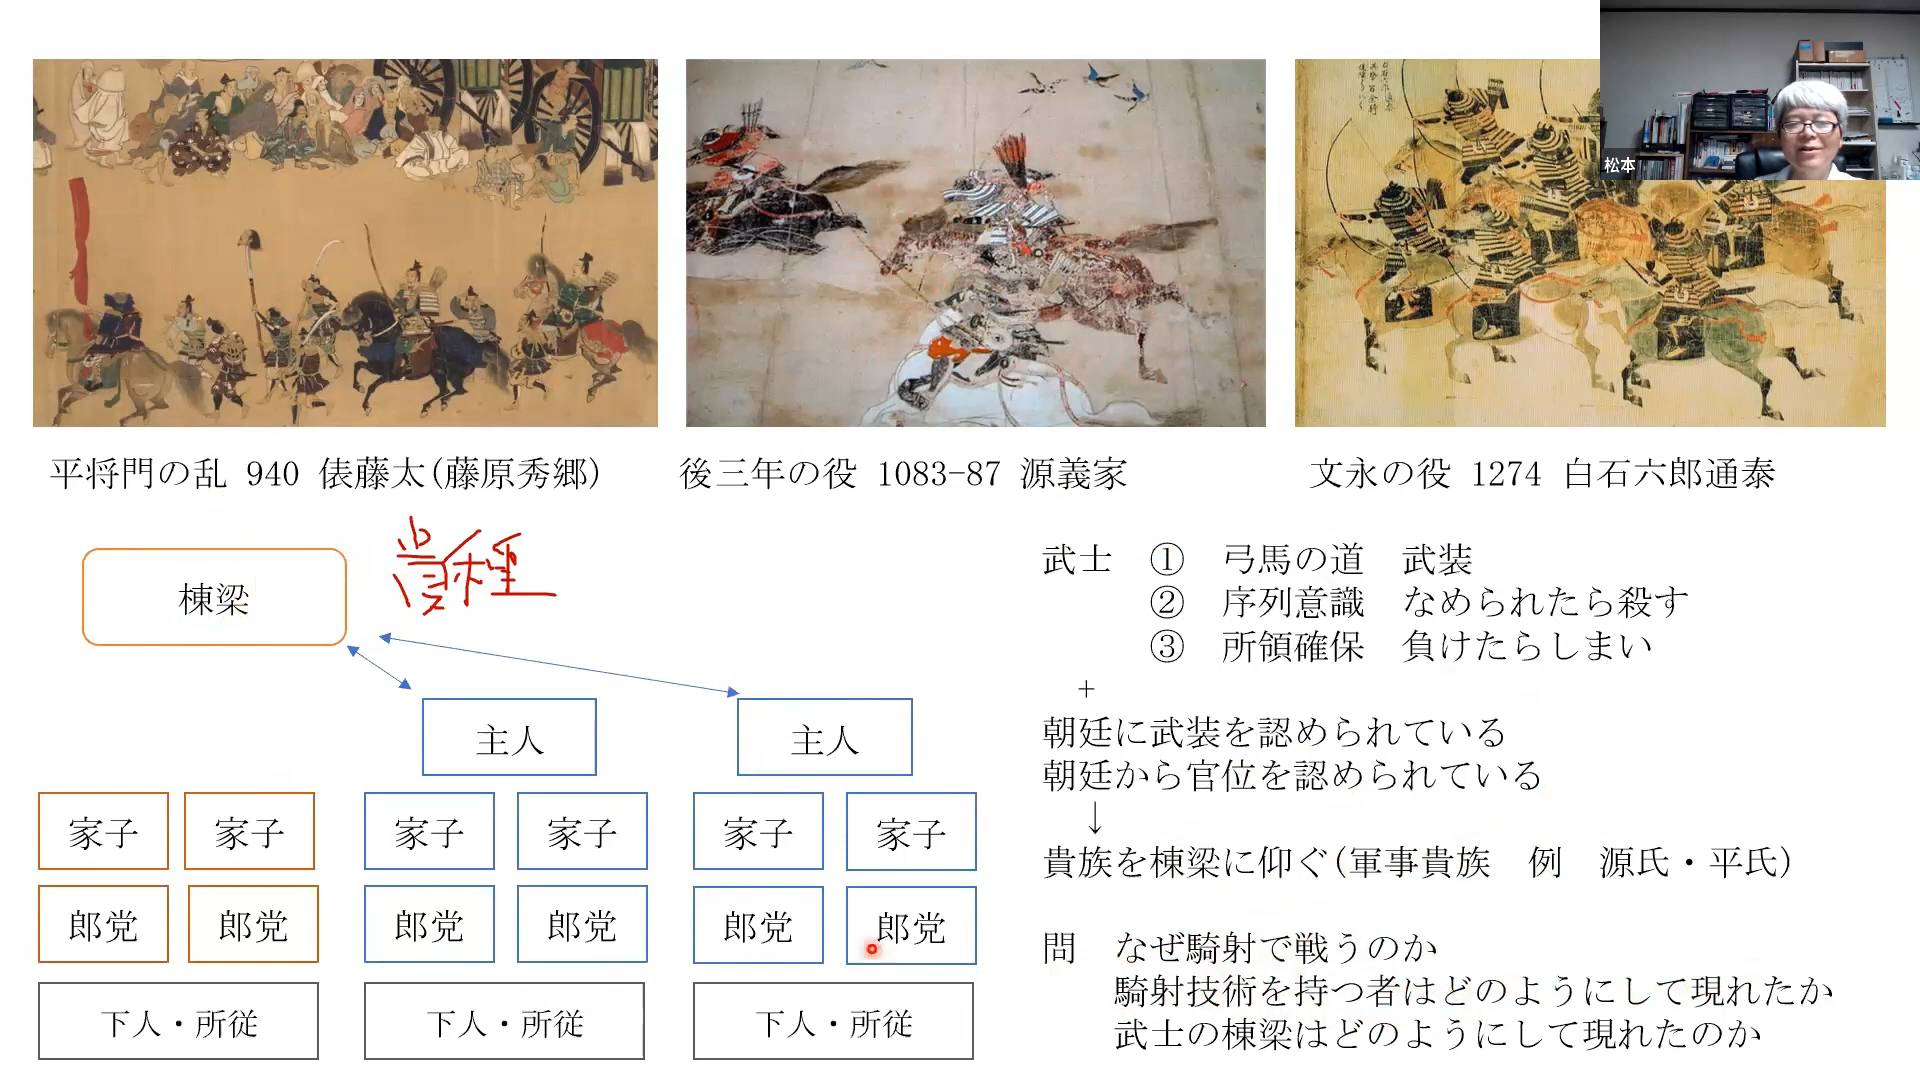 松本
平将門の乱 940 俵藤太(藤原秀郷)
後三年の役 1083-87 源義家
文永の役 1274 白石六郎通泰
棟梁
貴種
主人
主人
家子
家子
家子
家子
家子
家子
郎党
郎党
郎党
郎党
郎党
郎党
下人・所従
下人・所従
下人・所従
武士 ① 弓馬の道 武装
② 序列意識 なめられたら殺す
③ 所領確保 負けたらしまい
+
朝廷に武装を認められている
朝廷から官位を認められている
↓
貴族を棟梁に仰ぐ(軍事貴族 例 源氏・平氏)
問 なぜ騎射で戦うのか
騎射技術を持つ者はどのようにして現れたか
武士の棟梁はどのようにして現れたのか